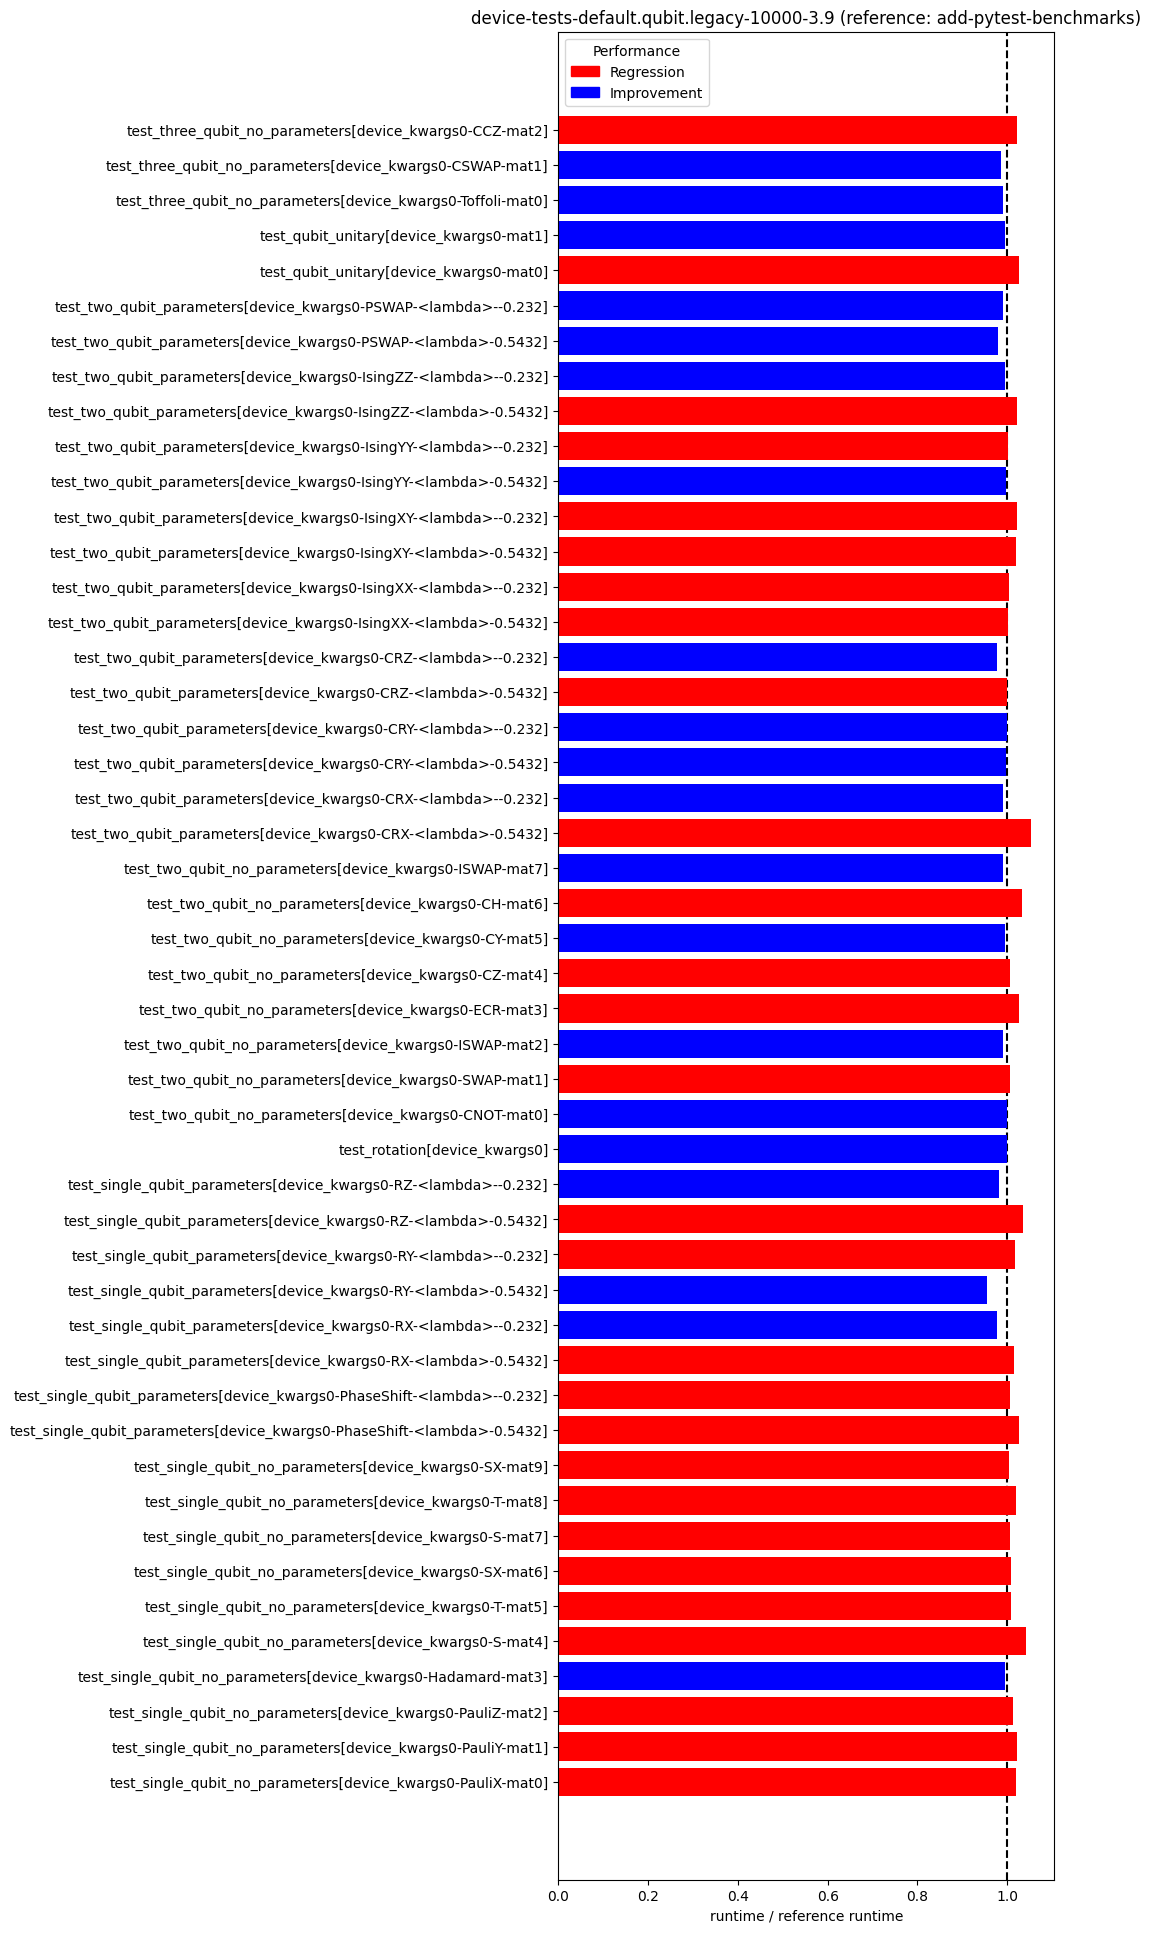 device-tests-default.qubit.legacy-10000-3.9 (reference: add-pytest-benchmarks)
Performance
Regression
Improvement
test_three_qubit_no_parameters[device_kwargs0-CCZ-mat2]
test_three_qubit_no_parameters[device_kwargs0-CSWAP-mat1]
test_three_qubit_no_parameters[device_kwargs0-Toffoli-mat0]
test_qubit_unitary[device_kwargs0-mat1]
test_qubit_unitary[device_kwargs0-mat0]
test_two_qubit_parameters[device_kwargs0-PSWAP-<lambda>--0.232]
test_two_qubit_parameters[device_kwargs0-PSWAP-<lambda>-0.5432]
test_two_qubit_parameters[device_kwargs0-IsingZZ-<lambda>--0.232]
test_two_qubit_parameters[device_kwargs0-IsingZZ-<lambda>-0.5432]
test_two_qubit_parameters[device_kwargs0-IsingYY-<lambda>--0.232]
test_two_qubit_parameters[device_kwargs0-IsingYY-<lambda>-0.5432]
test_two_qubit_parameters[device_kwargs0-IsingXY-<lambda>--0.232]
test_two_qubit_parameters[device_kwargs0-IsingXY-<lambda>-0.5432]
test_two_qubit_parameters[device_kwargs0-IsingXX-<lambda>--0.232]
test_two_qubit_parameters[device_kwargs0-IsingXX-<lambda>-0.5432]
test_two_qubit_parameters[device_kwargs0-CRZ-<lambda>--0.232]
test_two_qubit_parameters[device_kwargs0-CRZ-<lambda>-0.5432]
test_two_qubit_parameters[device_kwargs0-CRY-<lambda>--0.232]
test_two_qubit_parameters[device_kwargs0-CRY-<lambda>-0.5432]
test_two_qubit_parameters[device_kwargs0-CRX-<lambda>--0.232]
test_two_qubit_parameters[device_kwargs0-CRX-<lambda>-0.5432]
test_two_qubit_no_parameters[device_kwargs0-ISWAP-mat7]
test_two_qubit_no_parameters[device_kwargs0-CH-mat6]
test_two_qubit_no_parameters[device_kwargs0-CY-mat5]
test_two_qubit_no_parameters[device_kwargs0-CZ-mat4]
test_two_qubit_no_parameters[device_kwargs0-ECR-mat3]
test_two_qubit_no_parameters[device_kwargs0-ISWAP-mat2]
test_two_qubit_no_parameters[device_kwargs0-SWAP-mat1]
test_two_qubit_no_parameters[device_kwargs0-CNOT-mat0]
test_rotation[device_kwargs0]
test_single_qubit_parameters[device_kwargs0-RZ-<lambda>--0.232]
test_single_qubit_parameters[device_kwargs0-RZ-<lambda>-0.5432]
test_single_qubit_parameters[device_kwargs0-RY-<lambda>--0.232]
test_single_qubit_parameters[device_kwargs0-RY-<lambda>-0.5432]
test_single_qubit_parameters[device_kwargs0-RX-<lambda>--0.232]
test_single_qubit_parameters[device_kwargs0-RX-<lambda>-0.5432]
test_single_qubit_parameters[device_kwargs0-PhaseShift-<lambda>--0.232]
test_single_qubit_parameters[device_kwargs0-PhaseShift-<lambda>-0.5432]
test_single_qubit_no_parameters[device_kwargs0-SX-mat9]
test_single_qubit_no_parameters[device_kwargs0-T-mat8]
test_single_qubit_no_parameters[device_kwargs0-S-mat7]
test_single_qubit_no_parameters[device_kwargs0-SX-mat6]
test_single_qubit_no_parameters[device_kwargs0-T-mat5]
test_single_qubit_no_parameters[device_kwargs0-S-mat4]
test_single_qubit_no_parameters[device_kwargs0-Hadamard-mat3]
test_single_qubit_no_parameters[device_kwargs0-PauliZ-mat2]
test_single_qubit_no_parameters[device_kwargs0-PauliY-mat1]
test_single_qubit_no_parameters[device_kwargs0-PauliX-mat0]
0.0 0.2 0.4 0.6 0.8 1.0
runtime / reference runtime